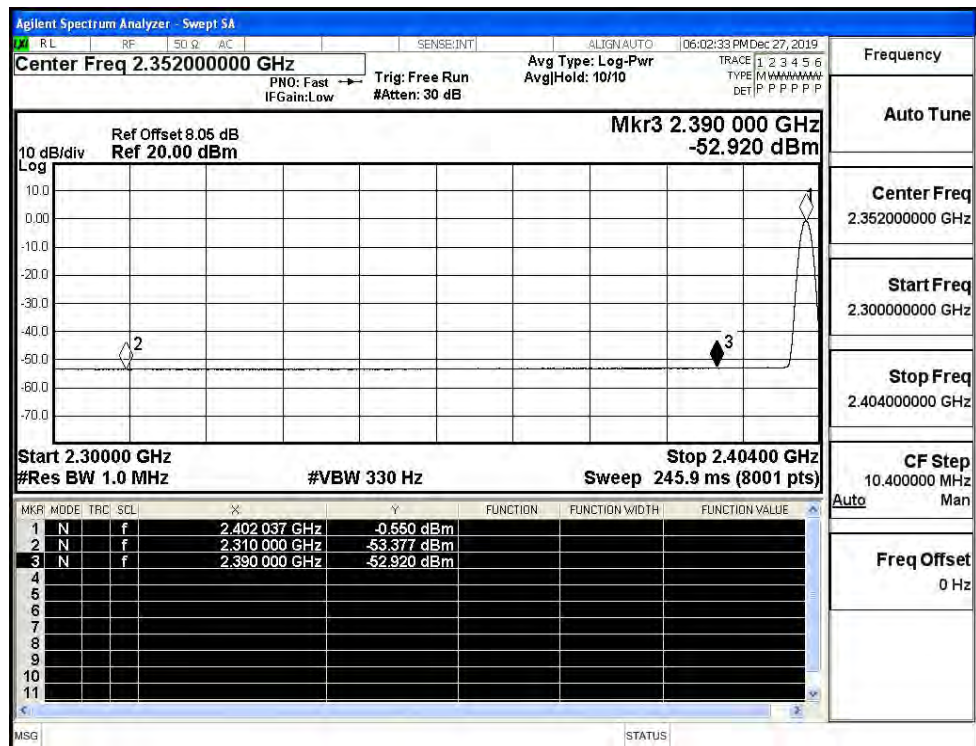 Agilent Spectrum Analyzer - Swept SA
LXI RL RF 50 Ω AC SENSE:INT ALIGN AUTO 06:02:33 PM Dec 27, 2019
Center Freq 2.352000000 GHz
PNO: Fast
IFGain:Low
Trig: Free Run
#Atten: 30 dB
Avg Type: Log-Pwr
Avg|Hold: 10/10
TRACE 1 2 3 4 5 6
TYPE MWWWWW
DET P P P P P P
Ref Offset 8.05 dB
10 dB/div Ref 20.00 dBm
Log
Mkr3 2.390 000 GHz
-52.920 dBm
10.0
0.00
-10.0
-20.0
-30.0
-40.0
-50.0
-60.0
-70.0
1
2
3
Start 2.30000 GHz Stop 2.40400 GHz
#Res BW 1.0 MHz #VBW 330 Hz Sweep 245.9 ms (8001 pts)
MKR MODE TRC SCL X Y FUNCTION FUNCTION WIDTH FUNCTION VALUE
1 N f 2.402 037 GHz -0.550 dBm
2 N f 2.310 000 GHz -53.377 dBm
3 N f 2.390 000 GHz -52.920 dBm
4
5
6
7
8
9
10
11
MSG STATUS
Frequency
Auto Tune
Center Freq
2.352000000 GHz
Start Freq
2.300000000 GHz
Stop Freq
2.404000000 GHz
CF Step
10.400000 MHz
Auto Man
Freq Offset
0 Hz